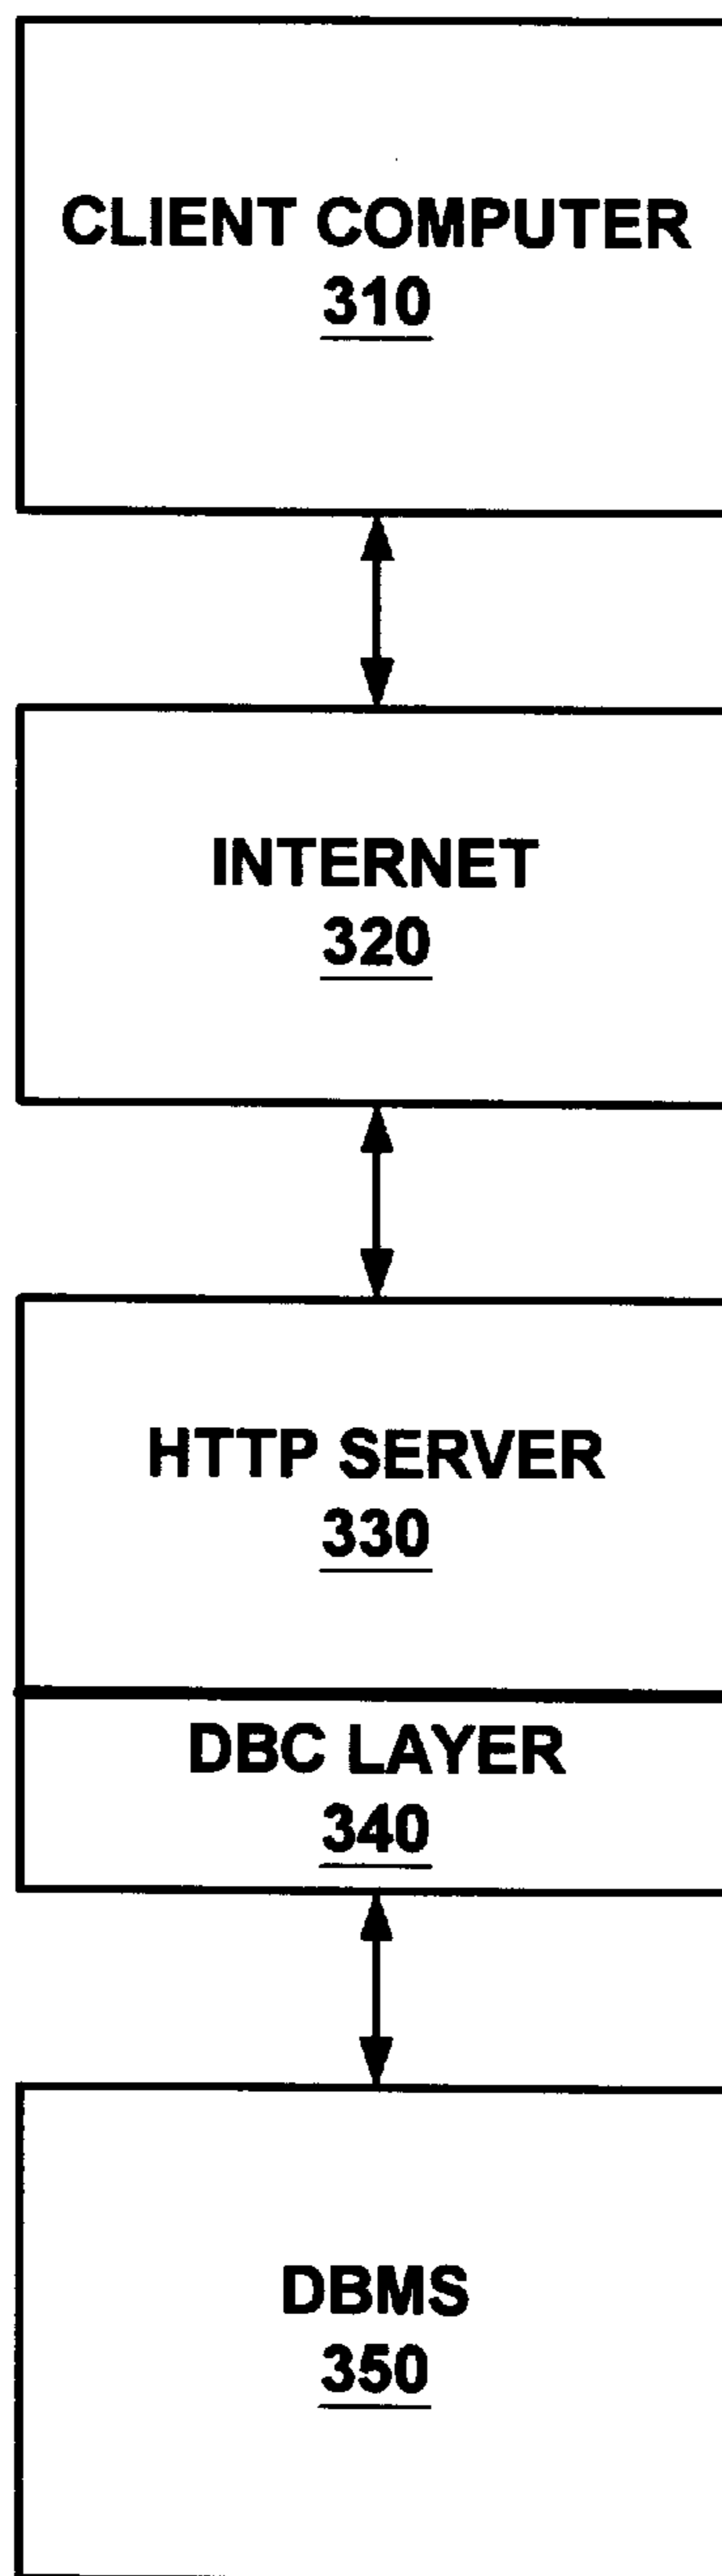 CLIENT COMPUTER
310
INTERNET
320
HTTP SERVER
330
DBC LAYER
340
DBMS
350